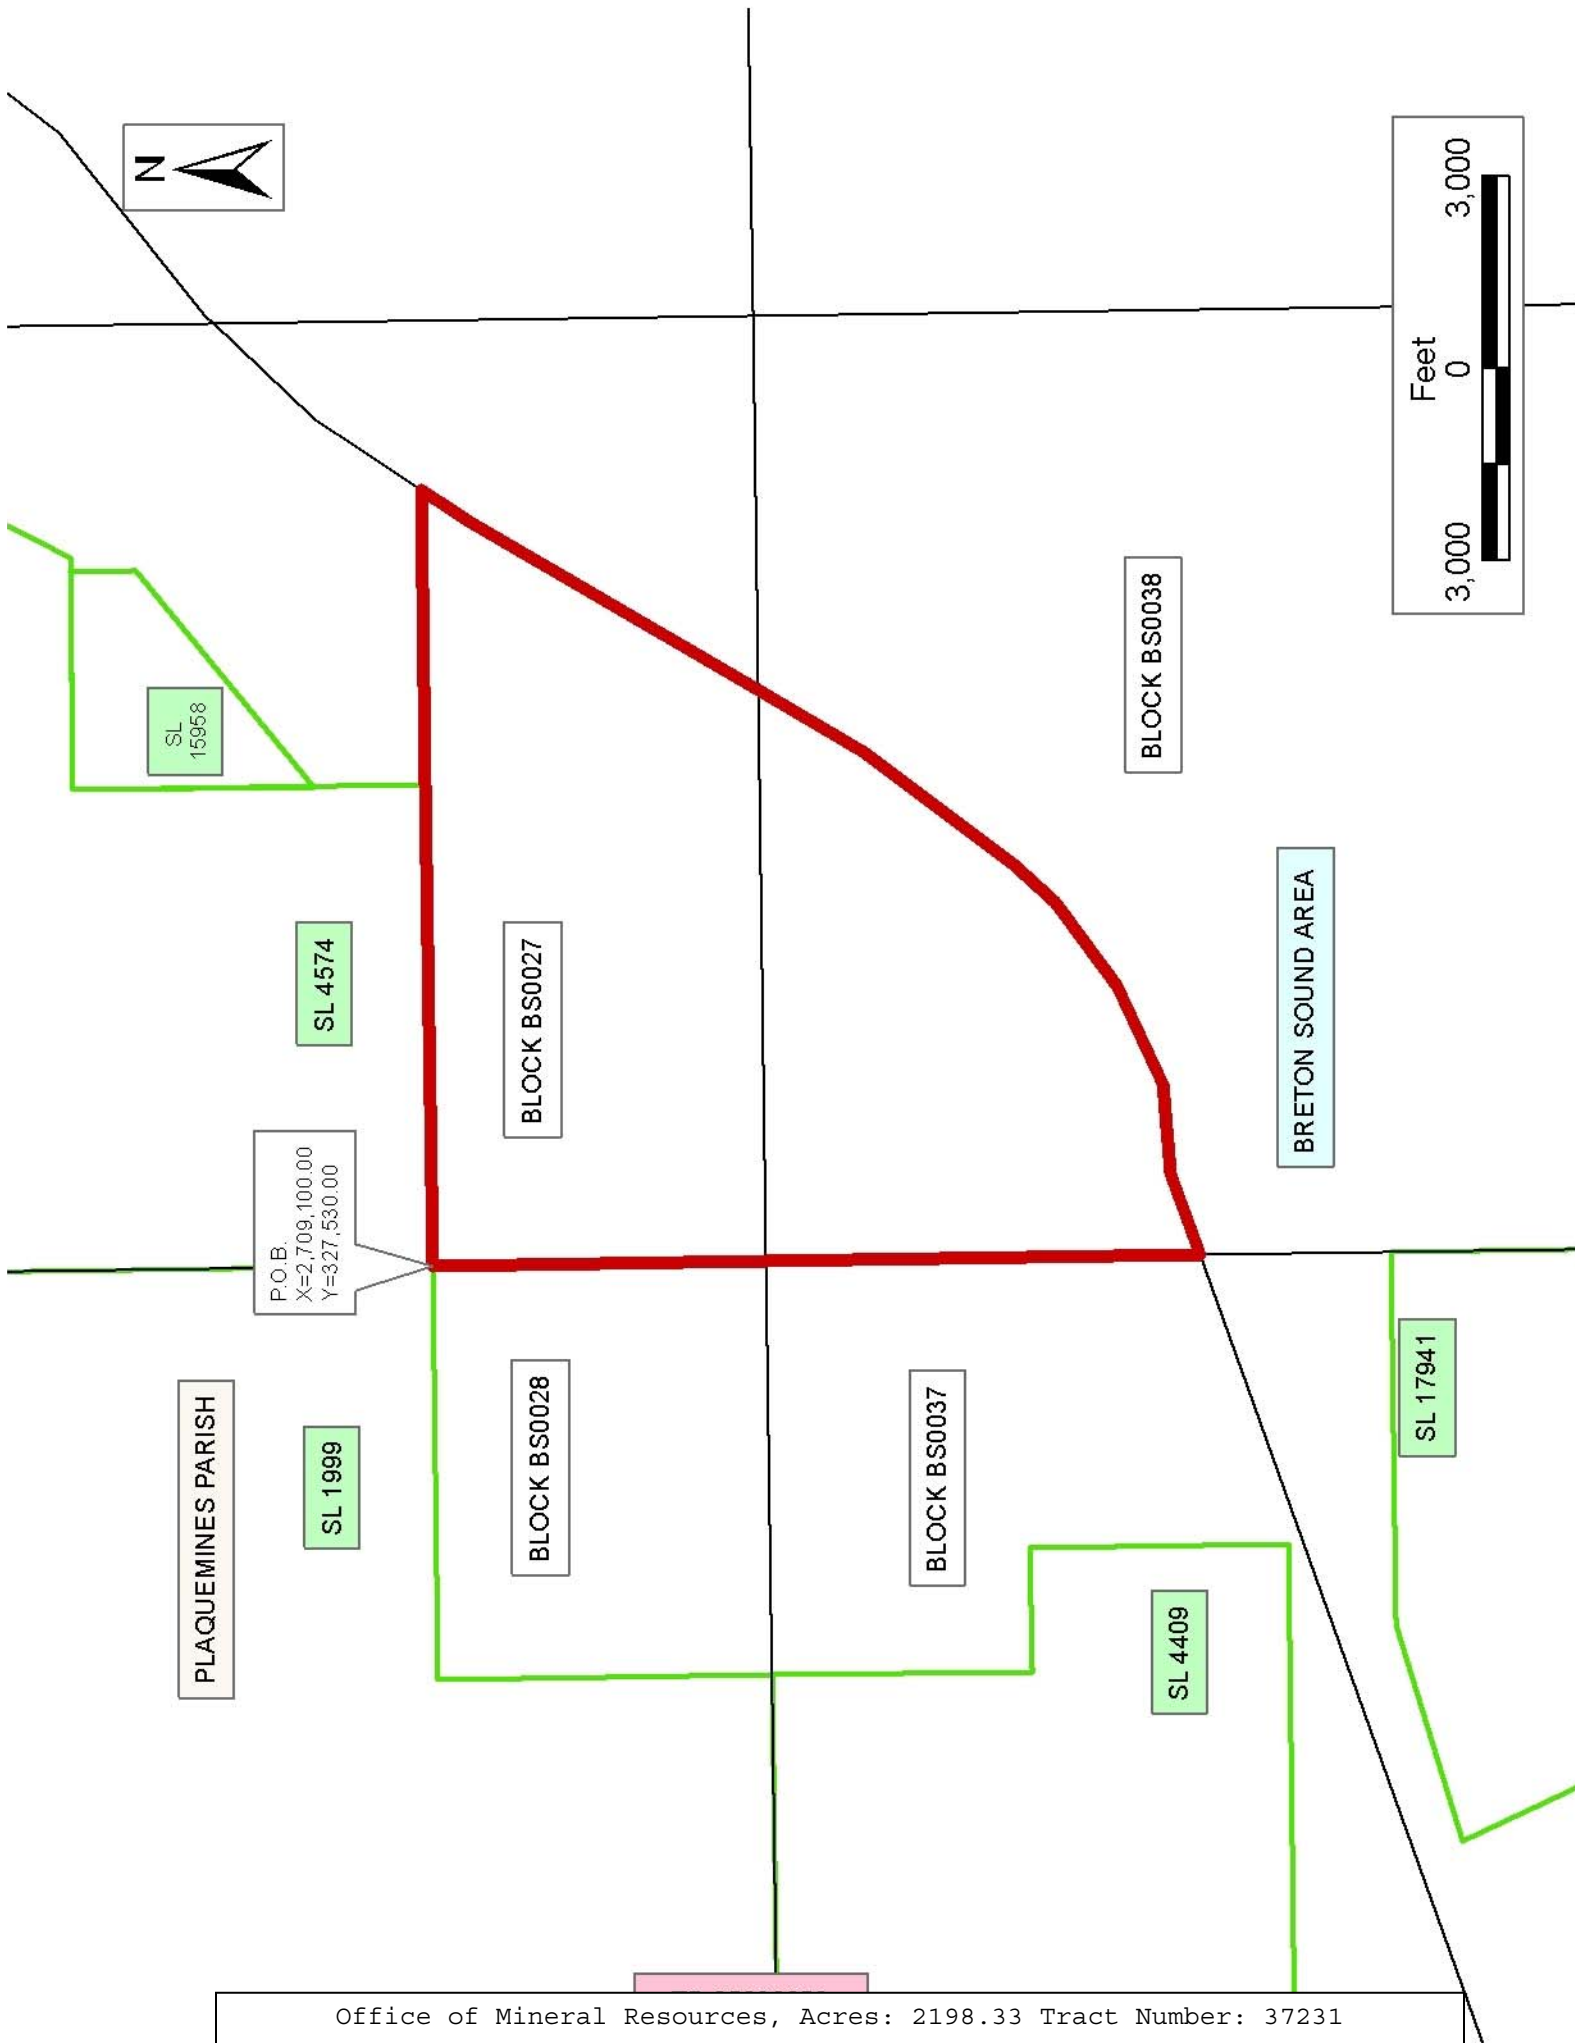 PLAQUEMINES PARISH
SL 1999
P.O.B.
X=2,709,100.00
Y=327,530.00
SL 4574
SL
15958
N
BLOCK BS0028
BLOCK BS0027
BLOCK BS0037
BLOCK BS0038
SL 4409
BRETON SOUND AREA
SL 17941
Feet
3,000 0 3,000
Office of Mineral Resources, Acres: 2198.33 Tract Number: 37231